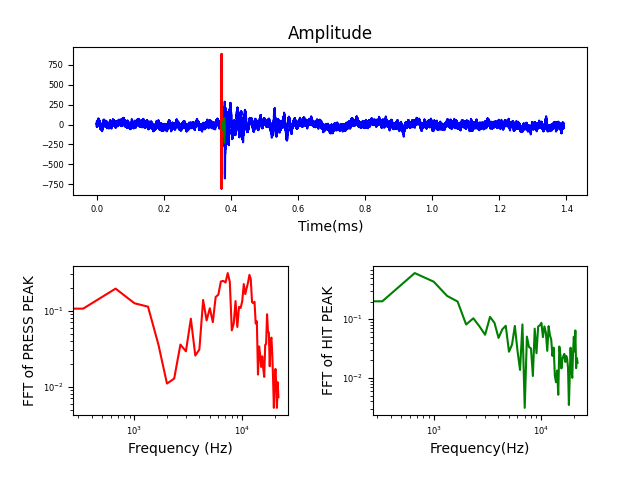 Amplitude
750
500
250
0
−250
−500
−750
0.0 0.2 0.4 0.6 0.8 1.0 1.2 1.4
Time(ms)
FFT of PRESS PEAK
10⁻¹
10⁻²
10³ 10⁴
Frequency (Hz)
FFT of HIT PEAK
10⁻¹
10⁻²
10³ 10⁴
Frequency(Hz)